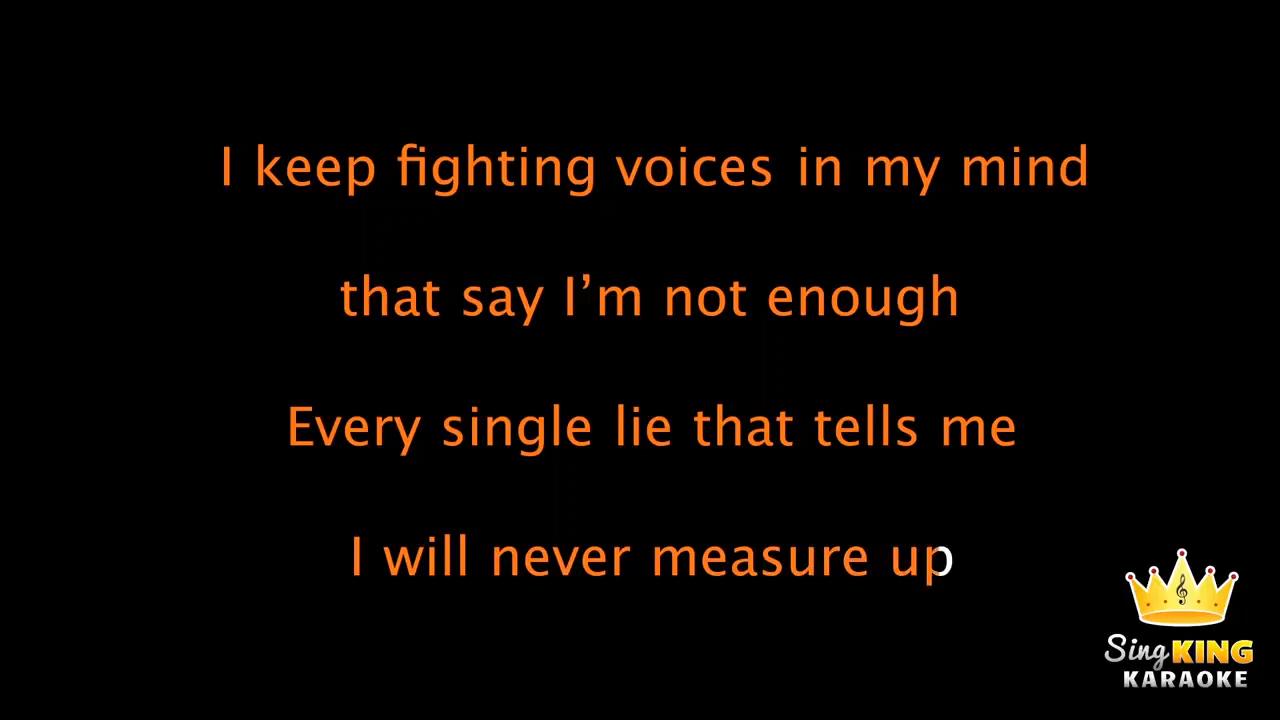 I keep fighting voices in my mind
that say I’m not enough
Every single lie that tells me
I will never measure up
Sing KING
KARAOKE